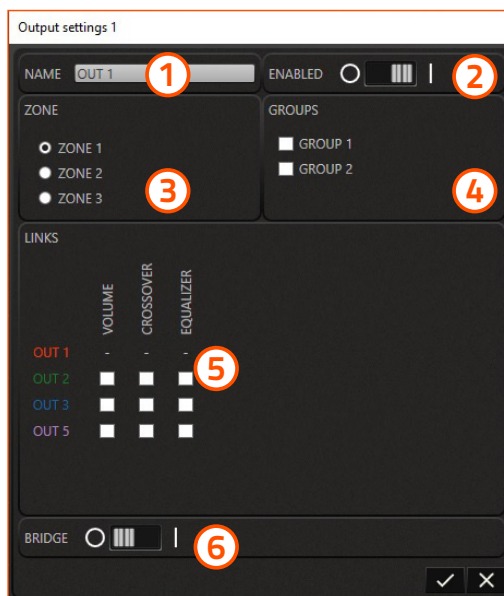 Output settings 1
NAME OUT 1 1
ENABLED 2
ZONE
ZONE 1
ZONE 2
ZONE 3
3
GROUPS
GROUP 1
GROUP 2
4
LINKS
VOLUME CROSSOVER EQUALIZER
OUT 1 - - -
OUT 2
5
OUT 3
OUT 5
BRIDGE 6